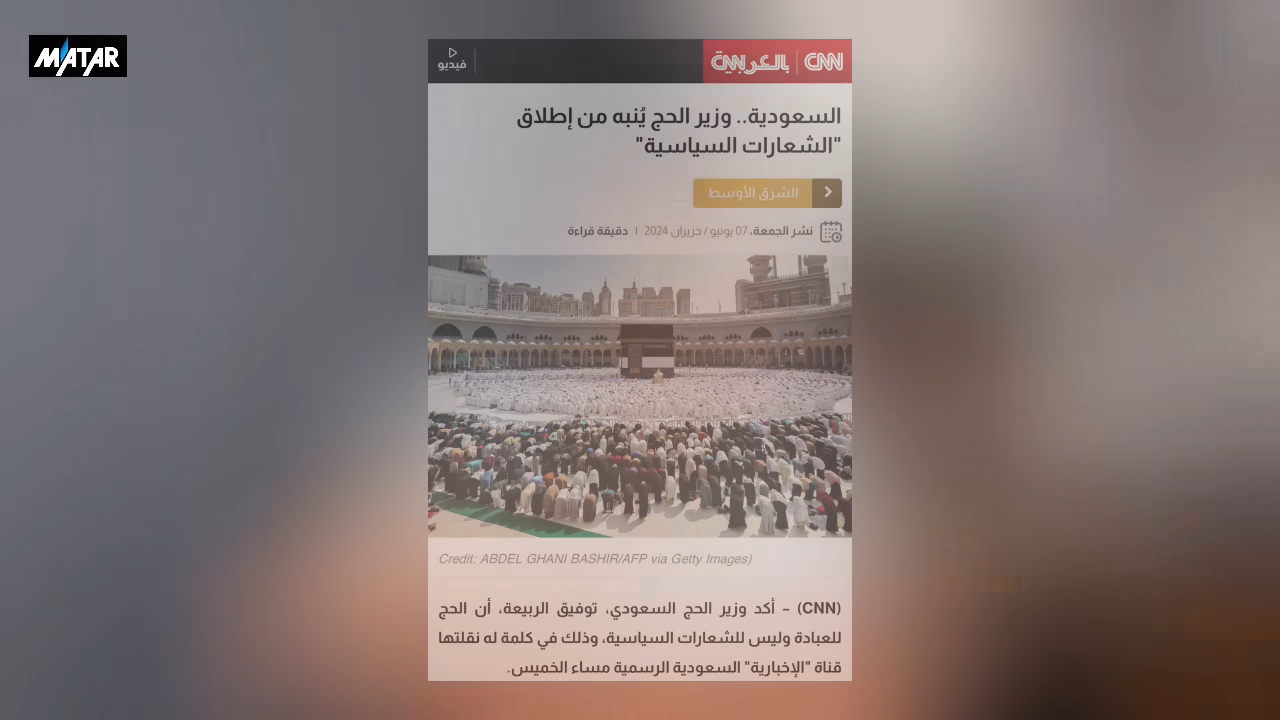 MATAR
CNN بالعربية
فيديو
السعودية.. وزير الحج يُنبه من إطلاق
"الشعارات السياسية"
الشرق الأوسط
نشر الجمعة، 07 يونيو / حزيران 2024 | دقيقة قراءة
Credit: ABDEL GHANI BASHIR/AFP via Getty Images)
(CNN) – أكد وزير الحج السعودي، توفيق الربيعة، أن الحج
للعبادة وليس للشعارات السياسية، وذلك في كلمة له نقلتها
قناة "الإخبارية" السعودية الرسمية مساء الخميس.